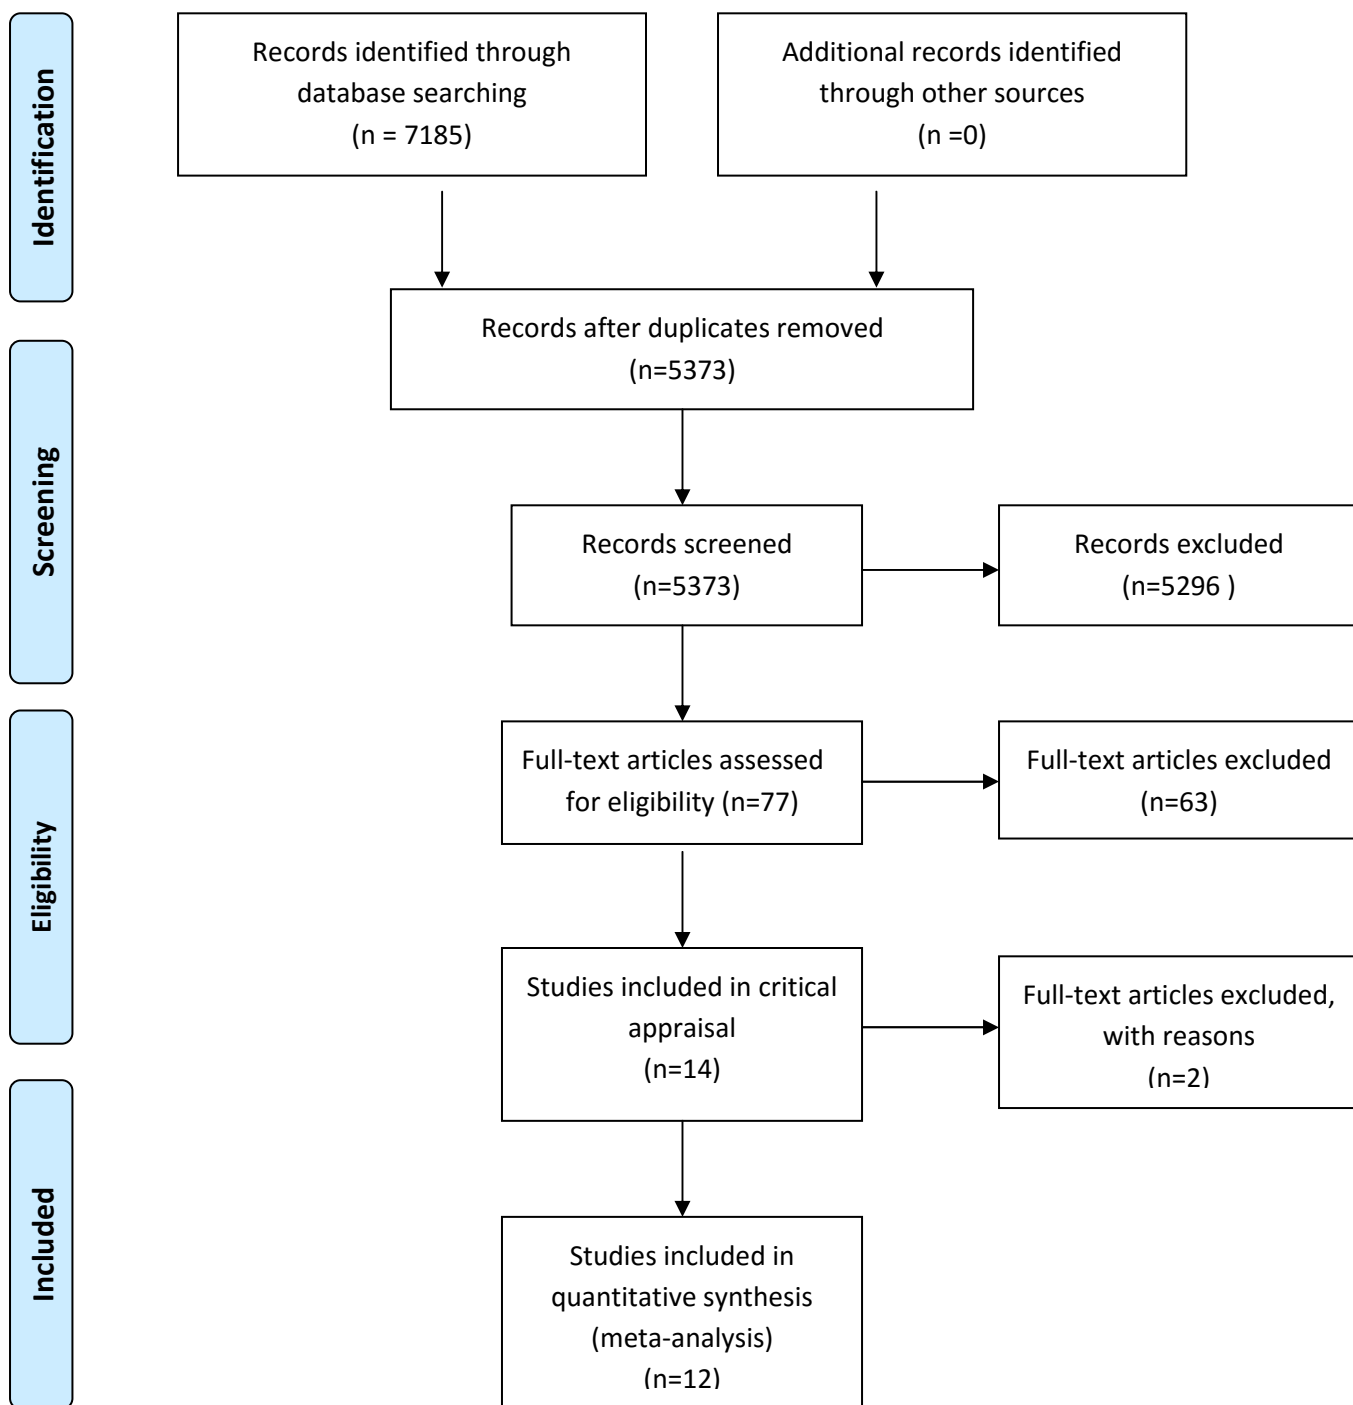 Identification
Records identified through
database searching
(n = 7185)
Additional records identified
through other sources
(n =0)
Records after duplicates removed
(n=5373)
Screening
Records screened
(n=5373)
Records excluded
(n=5296 )
Eligibility
Full-text articles assessed
for eligibility (n=77)
Full-text articles excluded
(n=63)
Studies included in critical
appraisal
(n=14)
Full-text articles excluded,
with reasons
(n=2)
Included
Studies included in
quantitative synthesis
(meta-analysis)
(n=12)